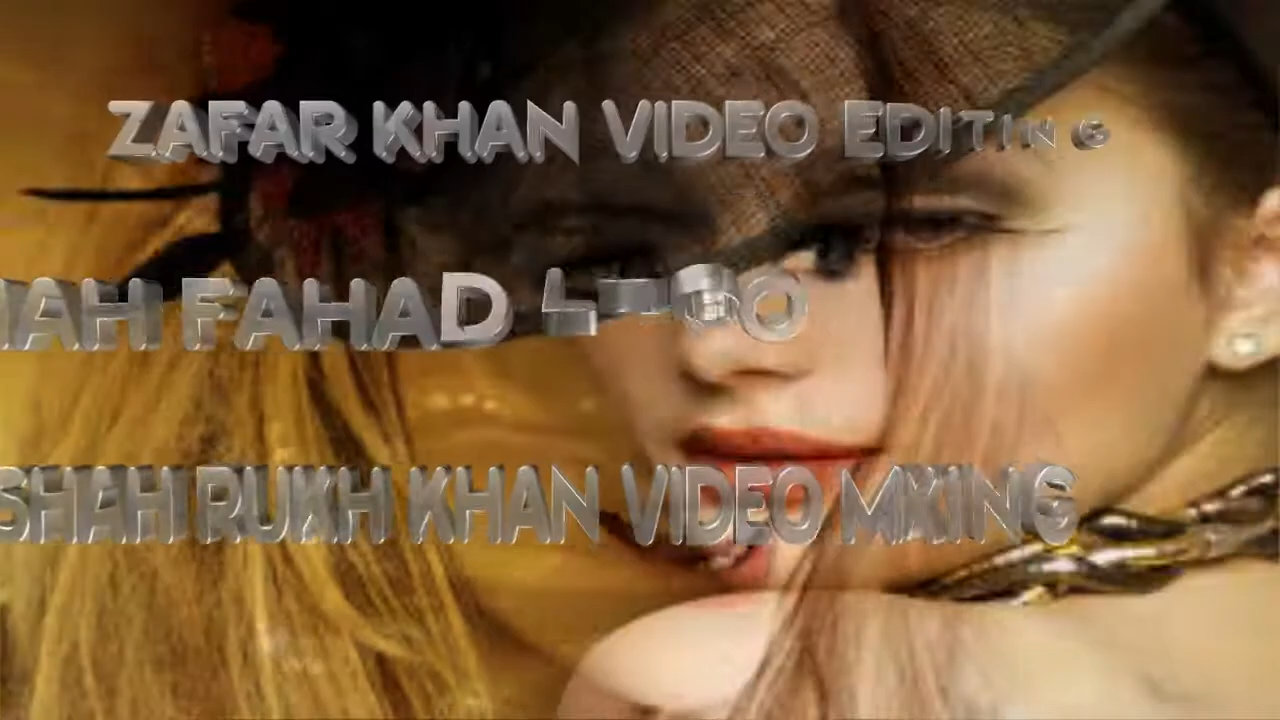 ZAFAR KHAN VIDEO EDITING
FAHAD
SHAH RUKH KHAN VIDEO MKING